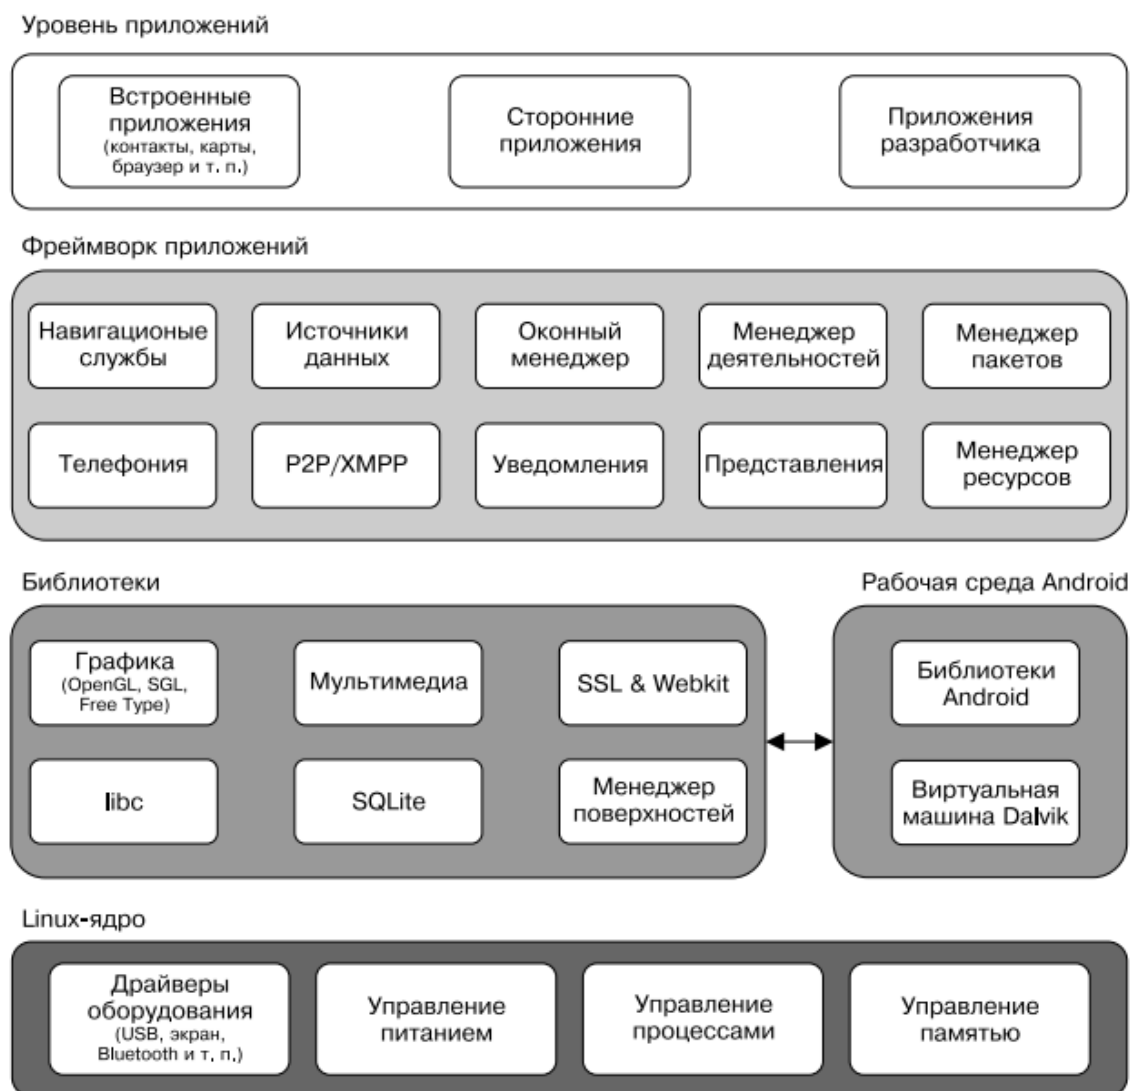 Уровень приложений
Встроенные
приложения
(контакты, карты,
браузер и т. п.)
Сторонние
приложения
Приложения
разработчика
Фреймворк приложений
Навигационые
службы
Источники
данных
Оконный
менеджер
Менеджер
деятельностей
Менеджер
пакетов
Телефония
P2P/XMPP
Уведомления
Представления
Менеджер
ресурсов
Библиотеки
Графика
(OpenGL, SGL,
Free Type)
Мультимедиа
SSL & Webkit
libc
SQLite
Менеджер
поверхностей
Рабочая среда Android
Библиотеки
Android
Виртуальная
машина Dalvik
Linux-ядро
Драйверы
оборудования
(USB, экран,
Bluetooth и т. п.)
Управление
питанием
Управление
процессами
Управление
памятью